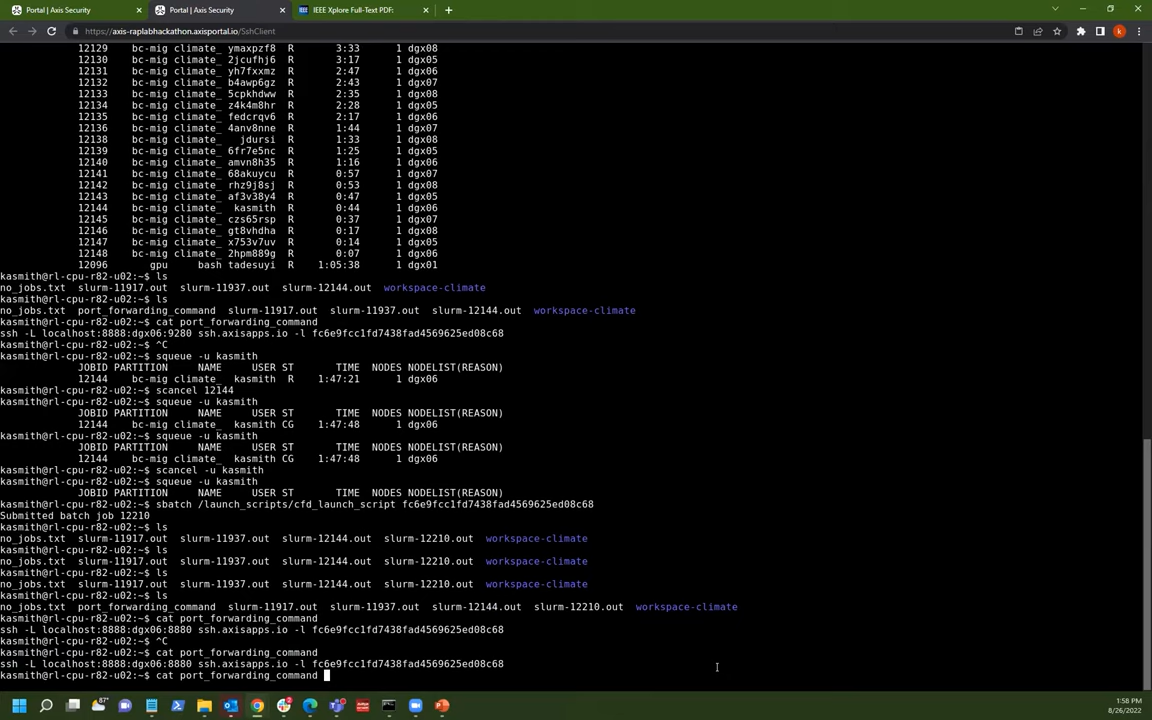 Portal | Axis Security
Portal | Axis Security
IEEE Xplore Full-Text PDF:
https://axis-raplabhackathon.axisportal.io/SshClient
k
12129 bc-mig climate_ ymaxpzf8 R 3:33 1 dgx08
12130 bc-mig climate_ 2jcufhj6 R 3:17 1 dgx05
12131 bc-mig climate_ yh7fxxmz R 2:47 1 dgx06
12132 bc-mig climate_ b4awp6gz R 2:43 1 dgx07
12133 bc-mig climate_ 5cpkhdww R 2:35 1 dgx08
12134 bc-mig climate_ z4k4m8hr R 2:28 1 dgx05
12135 bc-mig climate_ fedcrqv6 R 2:17 1 dgx06
12136 bc-mig climate_ 4anv8nne R 1:44 1 dgx07
12138 bc-mig climate_ jdursi R 1:33 1 dgx08
12139 bc-mig climate_ 6fr7e5nc R 1:25 1 dgx05
12140 bc-mig climate_ amvn8h35 R 1:16 1 dgx06
12141 bc-mig climate_ 68akuycu R 0:57 1 dgx07
12142 bc-mig climate_ rhz9j8sj R 0:53 1 dgx08
12143 bc-mig climate_ af3v38y4 R 0:47 1 dgx05
12144 bc-mig climate_ kasmith R 0:44 1 dgx06
12145 bc-mig climate_ czs65rsp R 0:37 1 dgx07
12146 bc-mig climate_ gt8vhdha R 0:17 1 dgx08
12147 bc-mig climate_ x753v7uv R 0:14 1 dgx05
12148 bc-mig climate_ 2hpm889g R 0:07 1 dgx06
12096 gpu bash tadesuyi R 1:05:38 1 dgx01
kasmith@rl-cpu-r82-u02:~$ ls
no_jobs.txt slurm-11917.out slurm-11937.out slurm-12144.out workspace-climate
kasmith@rl-cpu-r82-u02:~$ ls
no_jobs.txt port_forwarding_command slurm-11917.out slurm-11937.out slurm-12144.out workspace-climate
kasmith@rl-cpu-r82-u02:~$ cat port_forwarding_command
ssh -L localhost:8888:dgx06:9280 ssh.axisapps.io -l fc6e9fcc1fd7438fad4569625ed08c68
kasmith@rl-cpu-r82-u02:~$ ^C
kasmith@rl-cpu-r82-u02:~$ squeue -u kasmith
JOBID PARTITION NAME USER ST TIME NODES NODELIST(REASON)
12144 bc-mig climate_ kasmith R 1:47:21 1 dgx06
kasmith@rl-cpu-r82-u02:~$ scancel 12144
kasmith@rl-cpu-r82-u02:~$ squeue -u kasmith
JOBID PARTITION NAME USER ST TIME NODES NODELIST(REASON)
12144 bc-mig climate_ kasmith CG 1:47:48 1 dgx06
kasmith@rl-cpu-r82-u02:~$ squeue -u kasmith
JOBID PARTITION NAME USER ST TIME NODES NODELIST(REASON)
12144 bc-mig climate_ kasmith CG 1:47:48 1 dgx06
kasmith@rl-cpu-r82-u02:~$ scancel -u kasmith
kasmith@rl-cpu-r82-u02:~$ squeue -u kasmith
JOBID PARTITION NAME USER ST TIME NODES NODELIST(REASON)
kasmith@rl-cpu-r82-u02:~$ sbatch /launch_scripts/cfd_launch_script fc6e9fcc1fd7438fad4569625ed08c68
Submitted batch job 12210
kasmith@rl-cpu-r82-u02:~$ ls
no_jobs.txt slurm-11917.out slurm-11937.out slurm-12144.out slurm-12210.out workspace-climate
kasmith@rl-cpu-r82-u02:~$ ls
no_jobs.txt slurm-11917.out slurm-11937.out slurm-12144.out slurm-12210.out workspace-climate
kasmith@rl-cpu-r82-u02:~$ ls
no_jobs.txt slurm-11917.out slurm-11937.out slurm-12144.out slurm-12210.out workspace-climate
kasmith@rl-cpu-r82-u02:~$ ls
no_jobs.txt port_forwarding_command slurm-11917.out slurm-11937.out slurm-12144.out slurm-12210.out workspace-climate
kasmith@rl-cpu-r82-u02:~$ cat port_forwarding_command
ssh -L localhost:8888:dgx06:8880 ssh.axisapps.io -l fc6e9fcc1fd7438fad4569625ed08c68
kasmith@rl-cpu-r82-u02:~$ ^C
kasmith@rl-cpu-r82-u02:~$ cat port_forwarding_command
ssh -L localhost:8888:dgx06:8880 ssh.axisapps.io -l fc6e9fcc1fd7438fad4569625ed08c68
kasmith@rl-cpu-r82-u02:~$ cat port_forwarding_command
87°
1:58 PM
8/26/2022